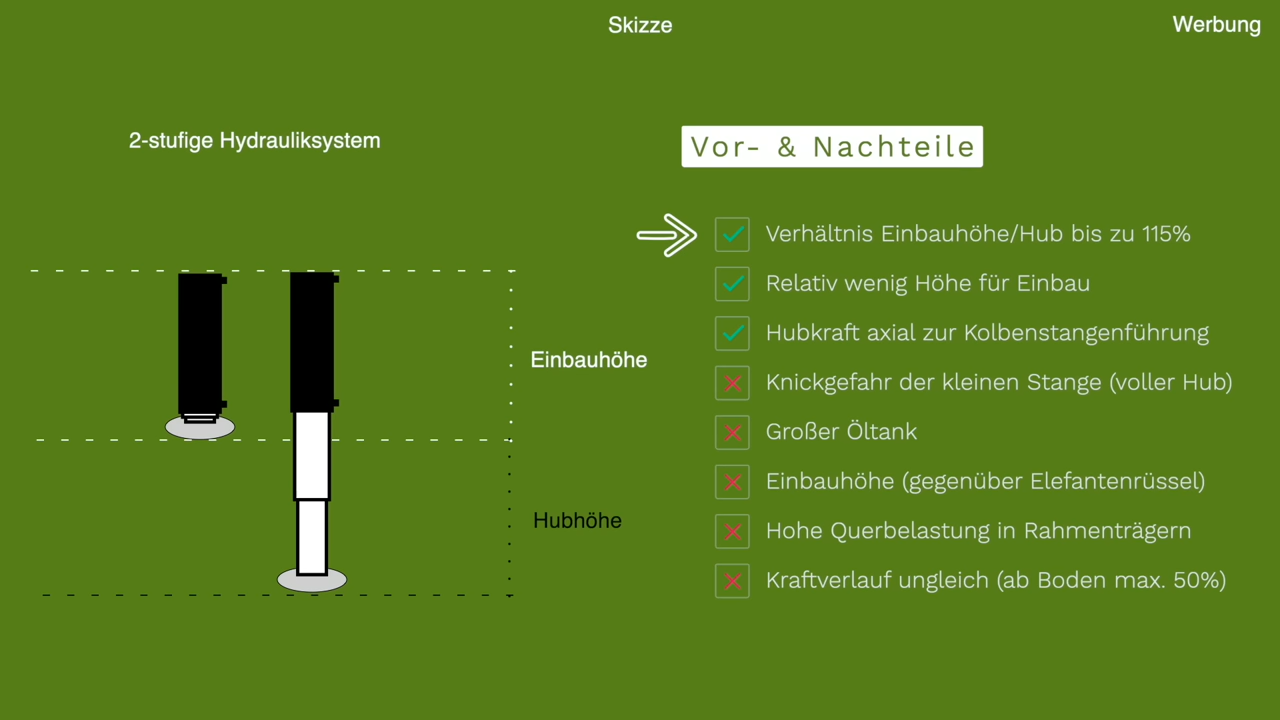 Skizze
Werbung
2-stufige Hydrauliksystem
Einbauhöhe
Hubhöhe
Vor- & Nachteile
Verhältnis Einbauhöhe/Hub bis zu 115%
Relativ wenig Höhe für Einbau
Hubkraft axial zur Kolbenstangenführung
Knickgefahr der kleinen Stange (voller Hub)
Großer Öltank
Einbauhöhe (gegenüber Elefantenrüssel)
Hohe Querbelastung in Rahmenträgern
Kraftverlauf ungleich (ab Boden max. 50%)